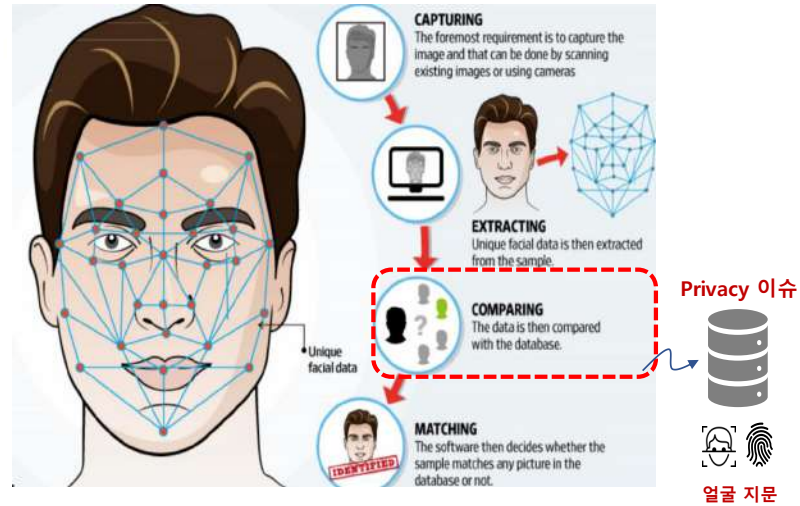 CAPTURING
The foremost requirement is to capture the
image and that can be done by scanning
existing images or using cameras
EXTRACTING
Unique facial data is then extracted
from the sample.
COMPARING
The data is then compared
with the database.
?
Unique
facial data
MATCHING
The software then decides whether the
sample matches any picture in the
database or not.
IDENTIFIED
Privacy 이슈
얼굴 지문